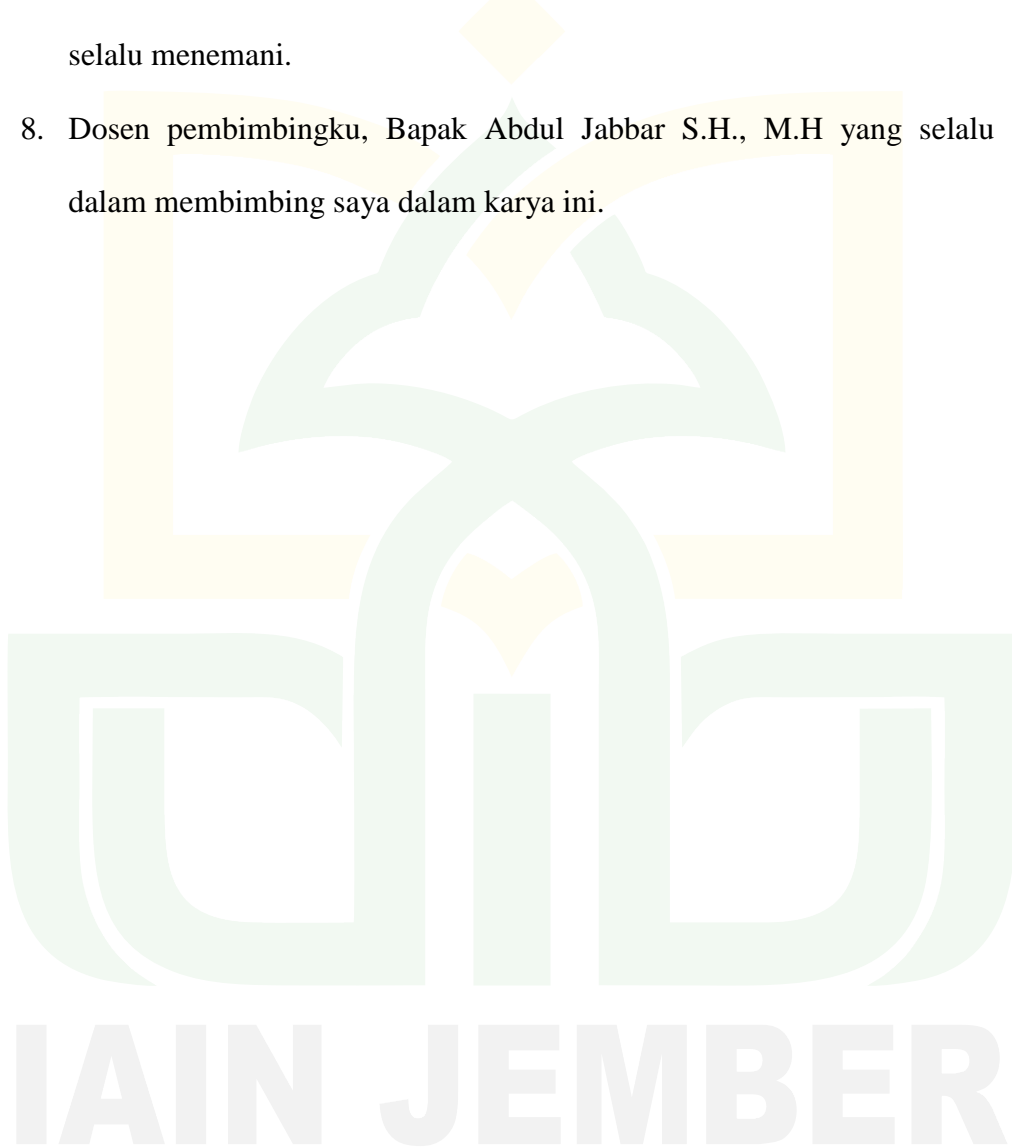 selalu menemani.
8. Dosen pembimbingku, Bapak Abdul Jabbar S.H., M.H yang selalu
dalam membimbing saya dalam karya ini.
IAIN JEMBER